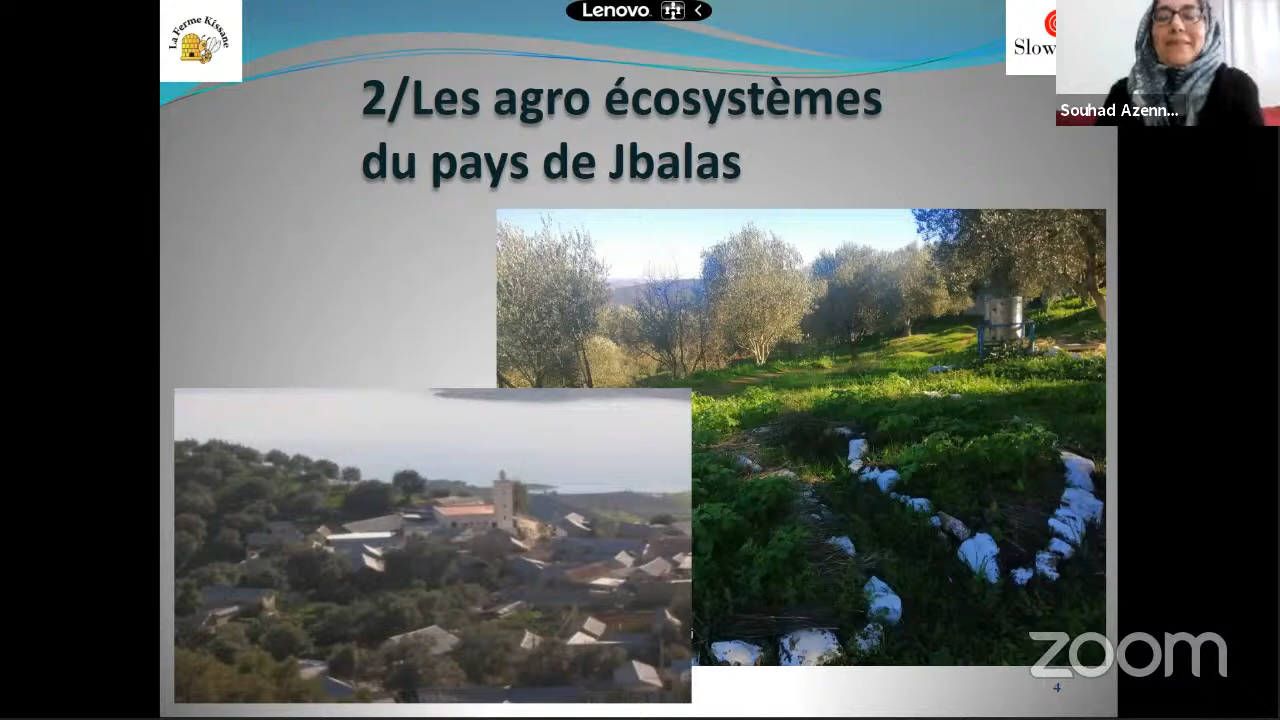 La Ferme Kissane
Lenovo
Slow
Souhad Azenn...
2/Les agro écosystèmes
du pays de Jbalas
zoom
4